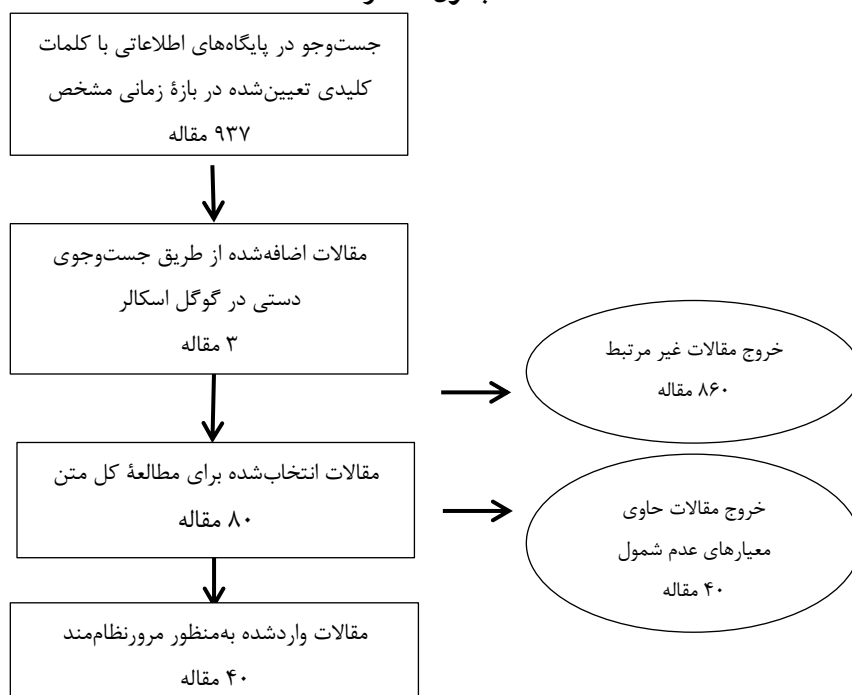 جست‌وجو در پایگاه‌های اطلاعاتی با کلمات
کلیدی تعیین‌شده در بازهٔ زمانی مشخص
۹۳۷ مقاله
مقالات اضافه‌شده از طریق جست‌وجوی
دستی در گوگل اسکالر
۳ مقاله
خروج مقالات غیر مرتبط
۸۶۰ مقاله
مقالات انتخاب‌شده برای مطالعهٔ کل متن
۸۰ مقاله
خروج مقالات حاوی
معیارهای عدم شمول
۴۰ مقاله
مقالات واردشده به‌منظور مرورنظام‌مند
۴۰ مقاله